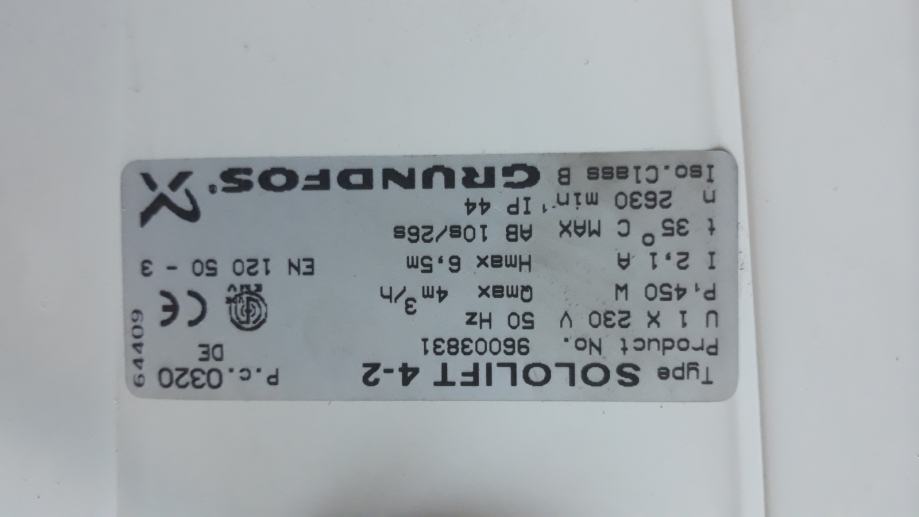 Type SOLOLIFT 4-2 P.c. 0320
Product No. 96003831 DE
U 1 X 230 V 50 Hz
P₁ 450 W Qmax 4m³/h
I 2,1 A Hmax 6,5m EN 120 50 - 3
t 35°C MAX AB 10s/26s
n 2630 min⁻¹ IP 44
Iso.Class B GRUNDFOS
64409
CE